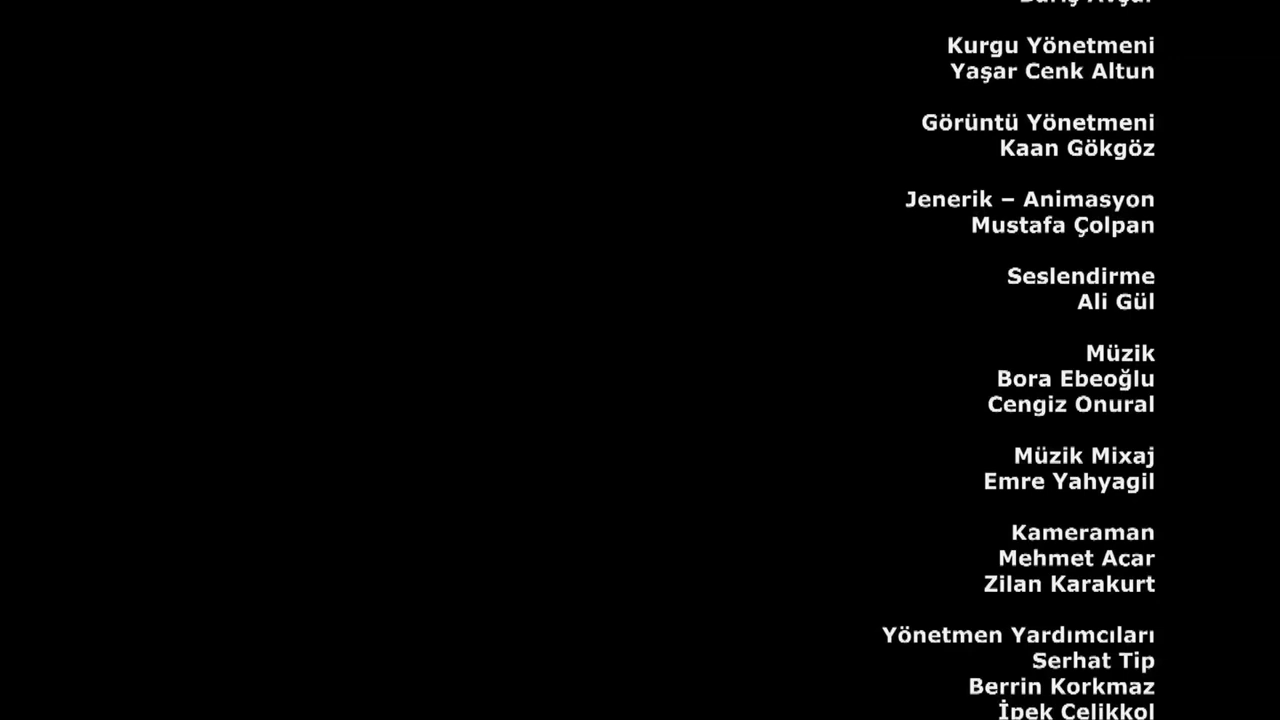 Barış Avşar
Kurgu Yönetmeni
Yaşar Cenk Altun
Görüntü Yönetmeni
Kaan Gökgöz
Jenerik – Animasyon
Mustafa Çolpan
Seslendirme
Ali Gül
Müzik
Bora Ebeoğlu
Cengiz Onural
Müzik Mixaj
Emre Yahyagil
Kameraman
Mehmet Acar
Zilan Karakurt
Yönetmen Yardımcıları
Serhat Tip
Berrin Korkmaz
İpek Çelikkol